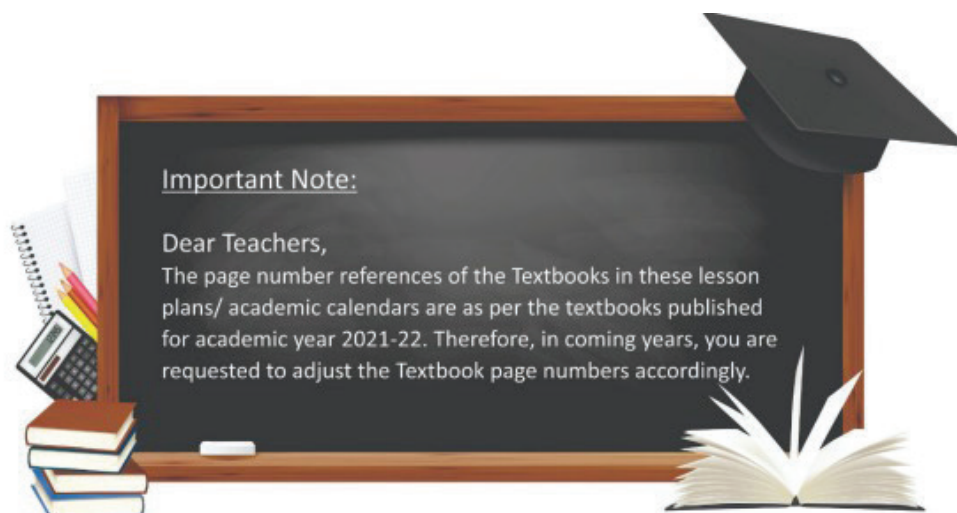 Important Note:
Dear Teachers,
The page number references of the Textbooks in these lesson
plans/ academic calendars are as per the textbooks published
for academic year 2021-22. Therefore, in coming years, you are
requested to adjust the Textbook page numbers accordingly.